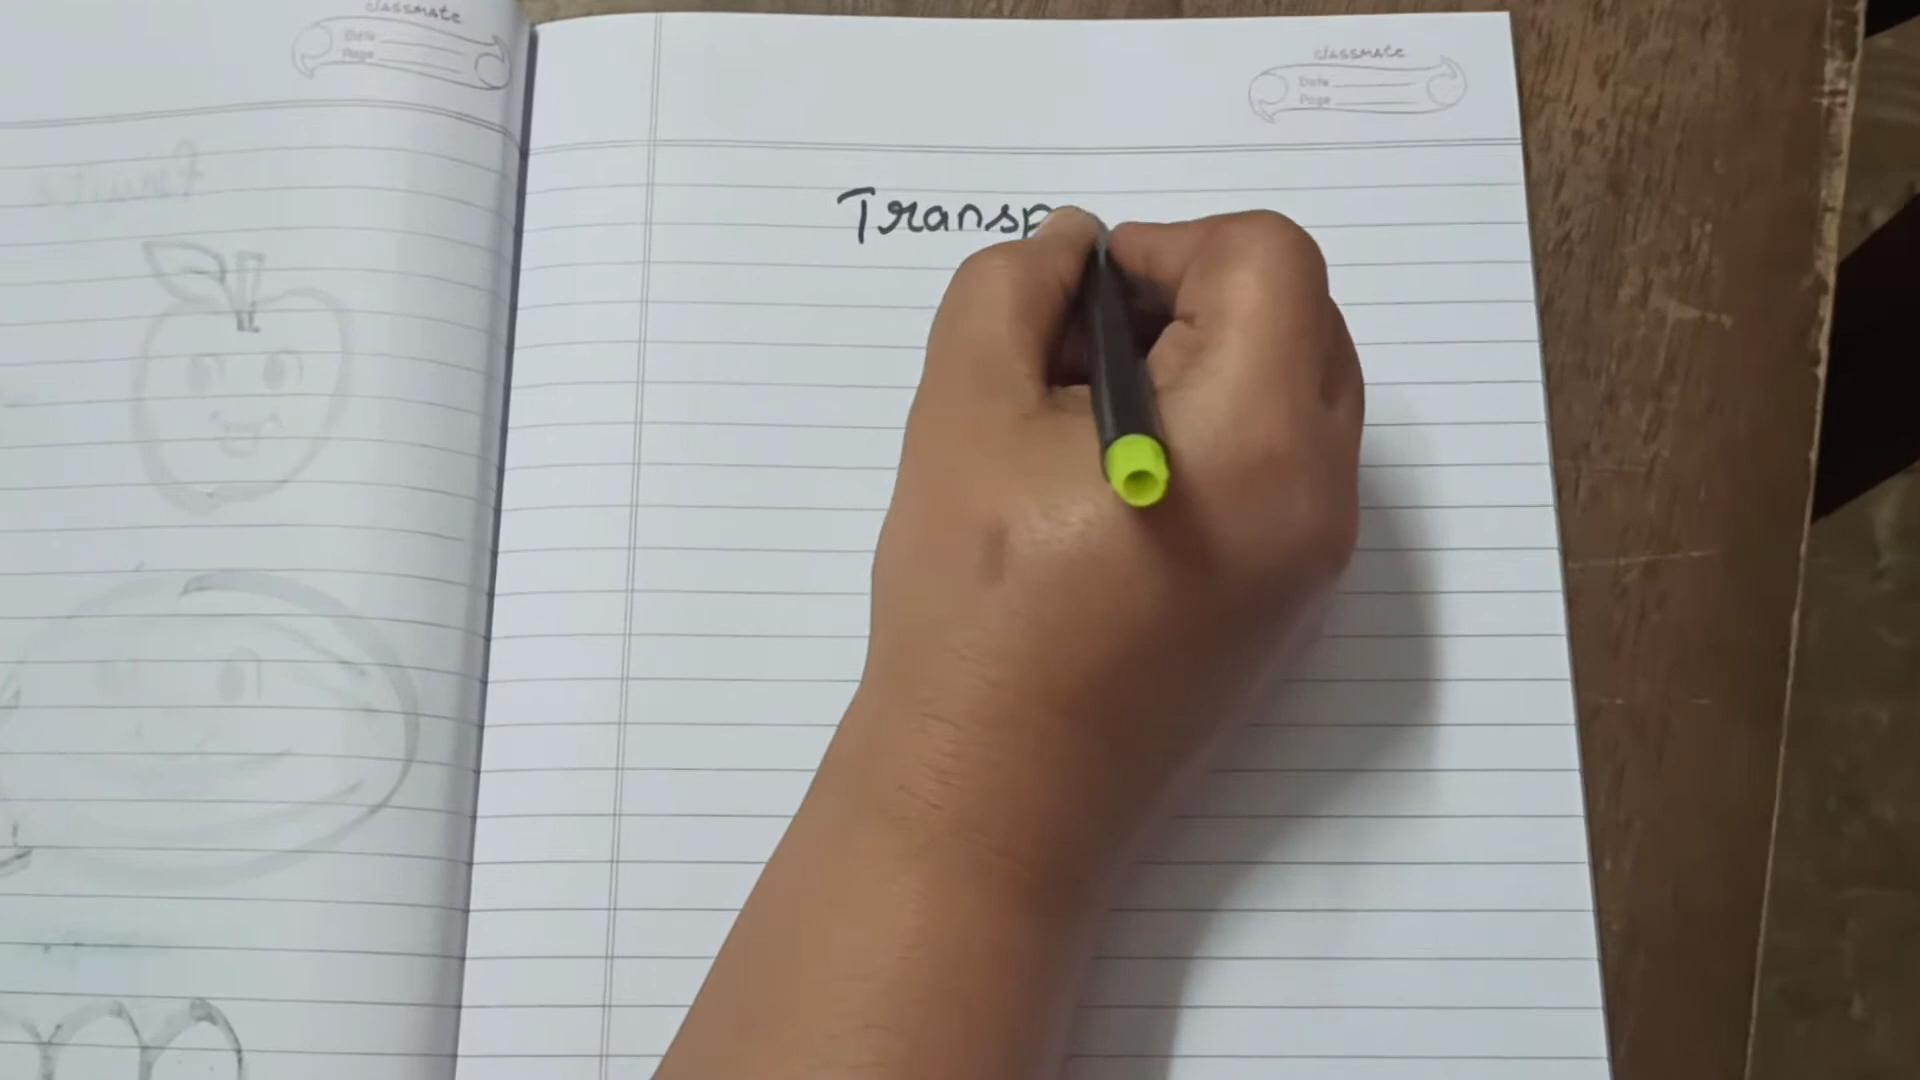 classmate
Date
Page
classmate
Date
Page
Transp